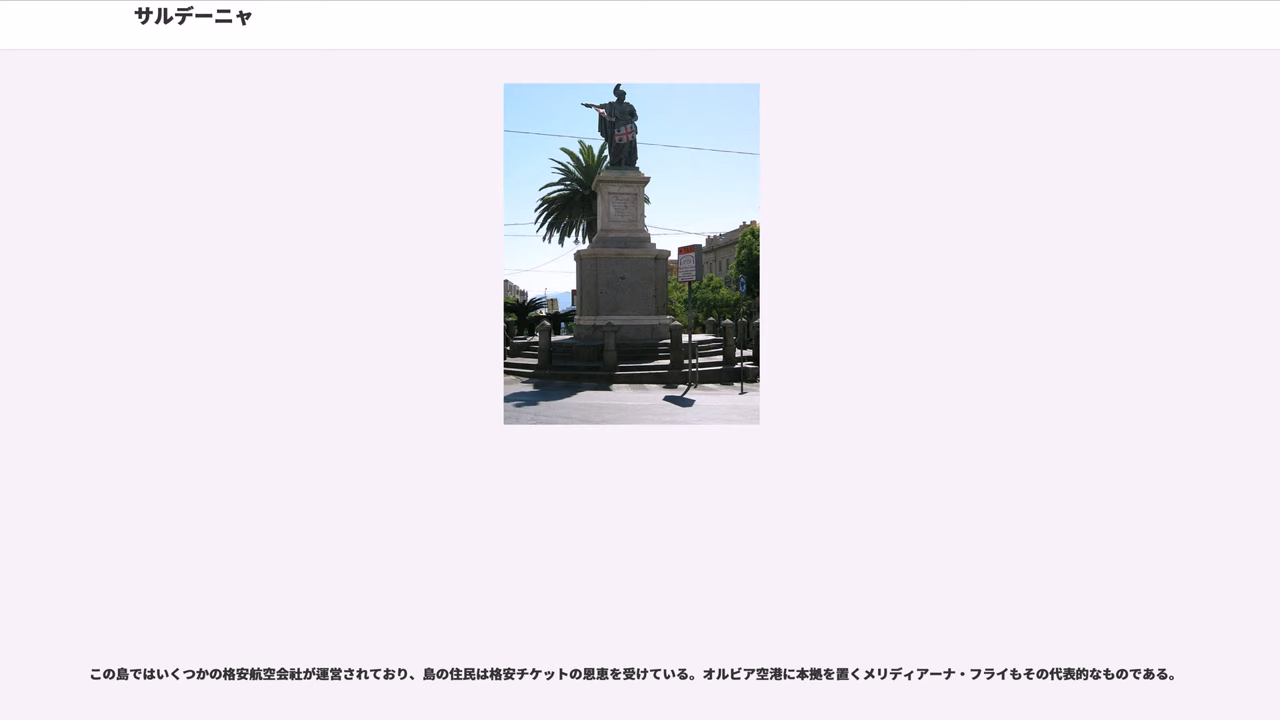 サルデーニャ
この島ではいくつかの格安航空会社が運営されており、島の住民は格安チケットの恩恵を受けている。オルビア空港に本拠を置くメリディアーナ・フライもその代表的なものである。